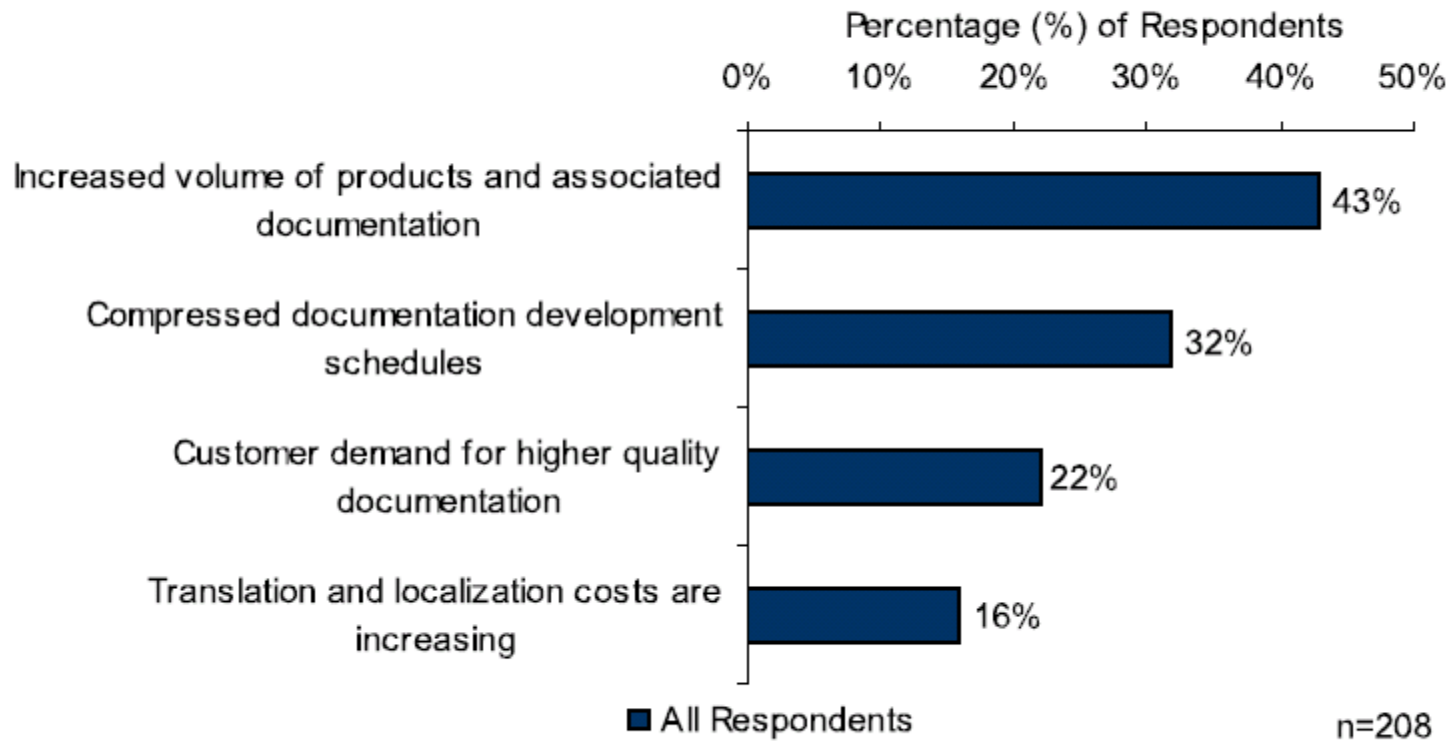 Percentage (%) of Respondents
0% 10% 20% 30% 40% 50%
Increased volume of products and associated
documentation
43%
Compressed documentation development
schedules
32%
Customer demand for higher quality
documentation
22%
Translation and localization costs are
increasing
16%
All Respondents
n=208